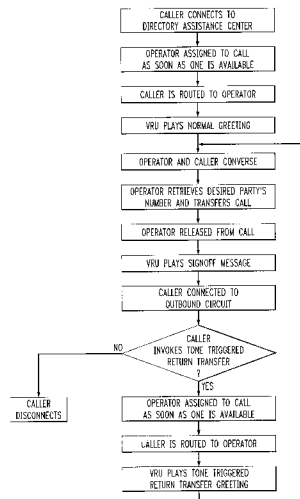 CALLER CONNECTS TO
DIRECTORY ASSISTANCE CENTER
OPERATOR ASSIGNED TO CALL
AS SOON AS ONE IS AVAILABLE
CALLER IS ROUTED TO OPERATOR
VRU PLAYS NORMAL GREETING
OPERATOR AND CALLER CONVERSE
OPERATOR RETRIEVES DESIRED PARTY'S
NUMBER AND TRANSFERS CALL
OPERATOR RELEASED FROM CALL
VRU PLAYS SIGNOFF MESSAGE
CALLER CONNECTED TO
OUTBOUND CIRCUIT
CALLER
INVOKES TONE TRIGGERED
RETURN TRANSFER
?
NO
YES
CALLER
DISCONNECTS
OPERATOR ASSIGNED TO CALL
AS SOON AS ONE IS AVAILABLE
CALLER IS ROUTED TO OPERATOR
VRU PLAYS TONE TRIGGERED
RETURN TRANSFER GREETING